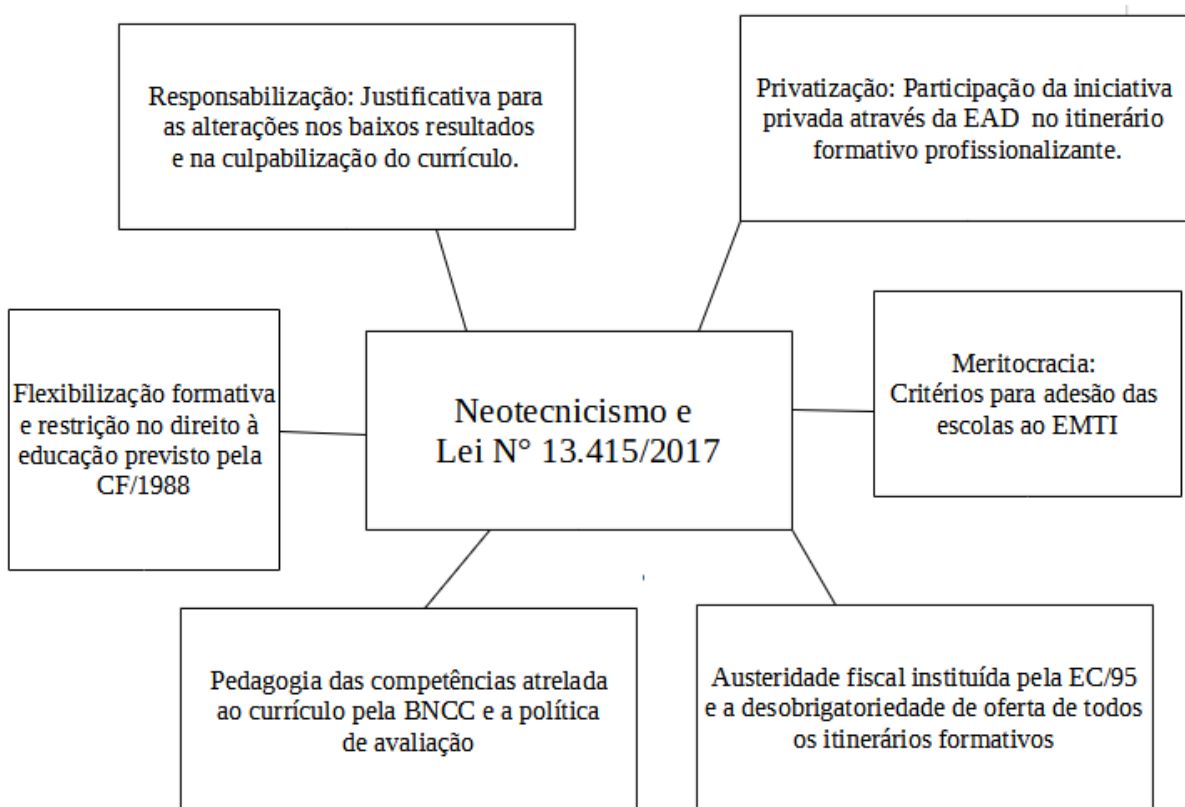 Responsabilização: Justificativa para
as alterações nos baixos resultados
e na culpabilização do currículo.
Privatização: Participação da iniciativa
privada através da EAD no itinerário
formativo profissionalizante.
Flexibilização formativa
e restrição no direito à
educação previsto pela
CF/1988
Neotecnicismo e
Lei N° 13.415/2017
Meritocracia:
Critérios para adesão das
escolas ao EMTI
Pedagogia das competências atrelada
ao currículo pela BNCC e a política
de avaliação
Austeridade fiscal instituída pela EC/95
e a desobrigatoriedade de oferta de todos
os itinerários formativos